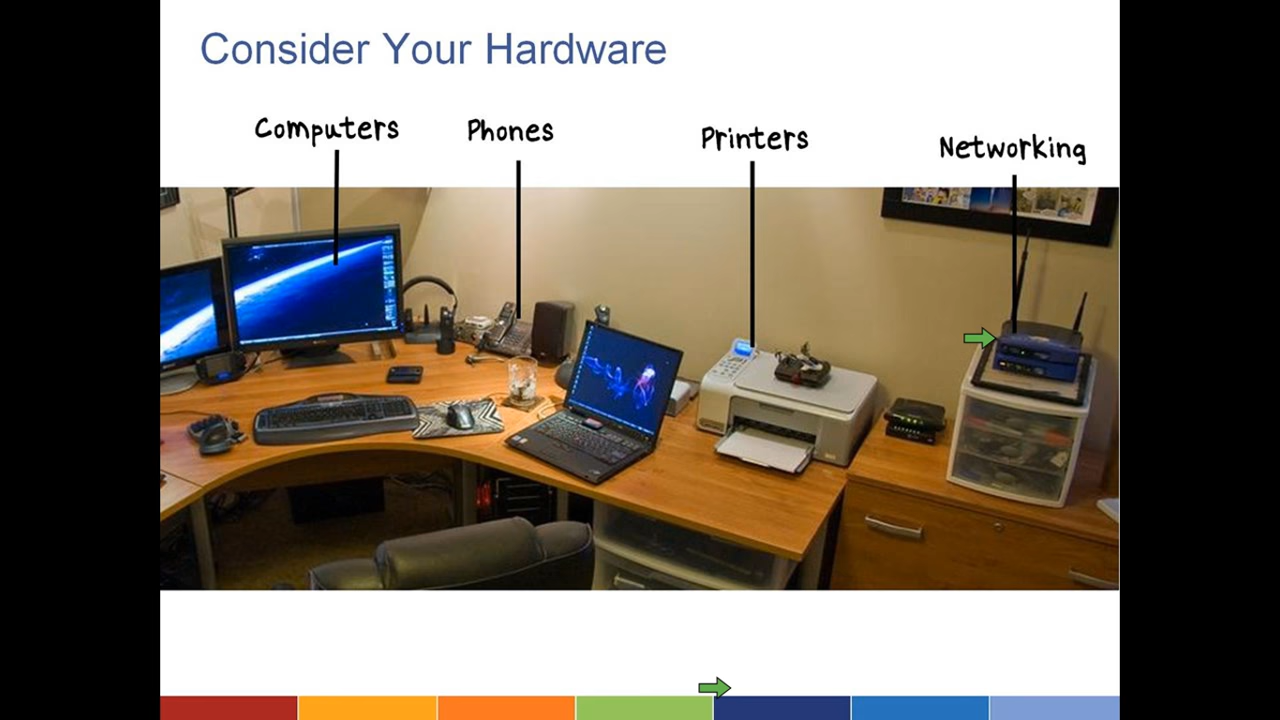 Consider Your Hardware
Computers
Phones
Printers
Networking